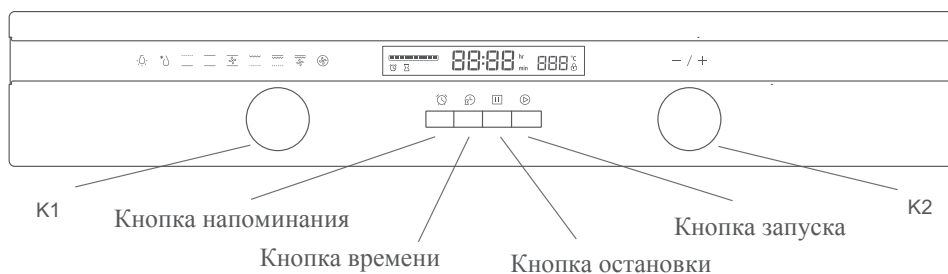 88:88 hr min 888 °C
− / +
K1
K2
Кнопка напоминания
Кнопка запуска
Кнопка времени
Кнопка остановки